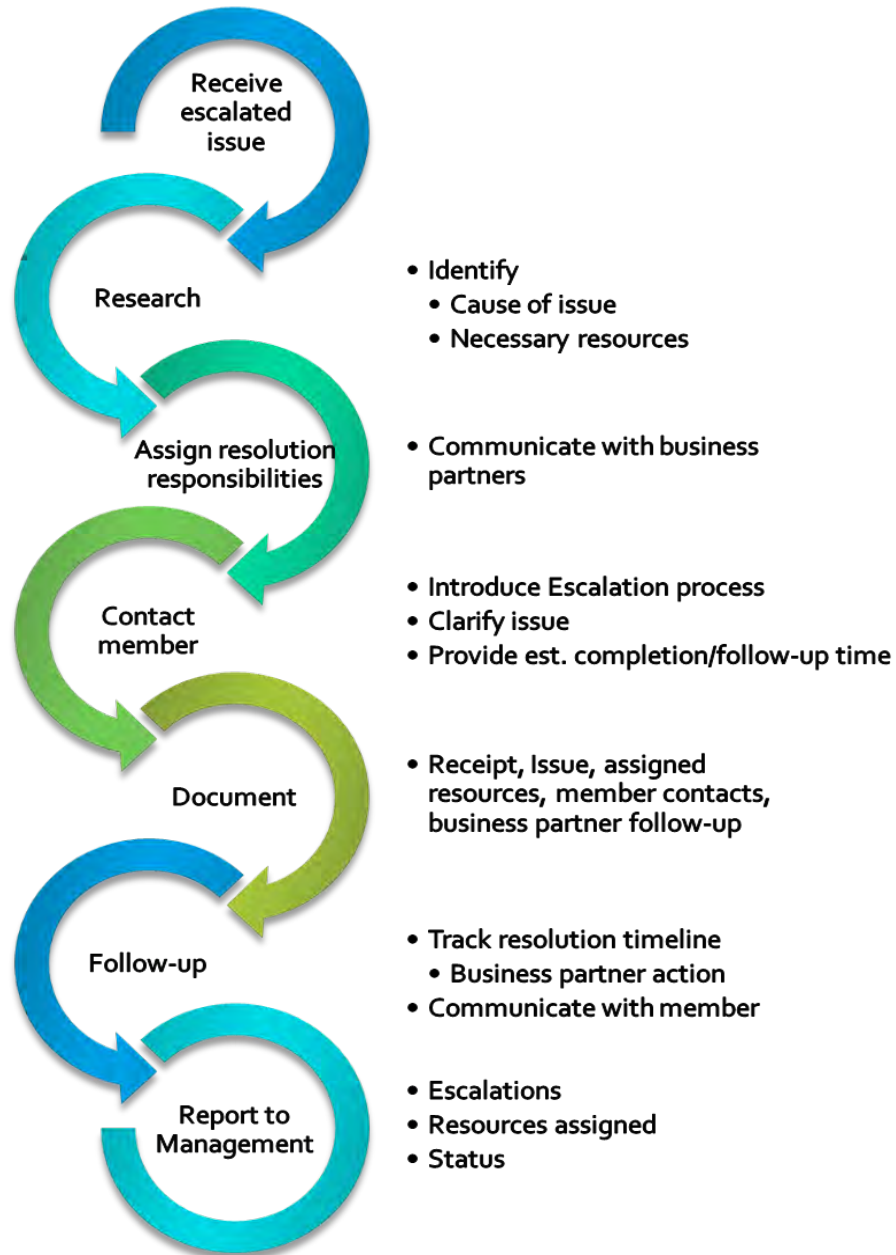 Receive
escalated
issue
Research
• Identify
• Cause of issue
• Necessary resources
Assign resolution
responsibilities
• Communicate with business
partners
Contact
member
• Introduce Escalation process
• Clarify issue
• Provide est. completion/follow-up time
Document
• Receipt, Issue, assigned
resources, member contacts,
business partner follow-up
Follow-up
• Track resolution timeline
• Business partner action
• Communicate with member
Report to
Management
• Escalations
• Resources assigned
• Status